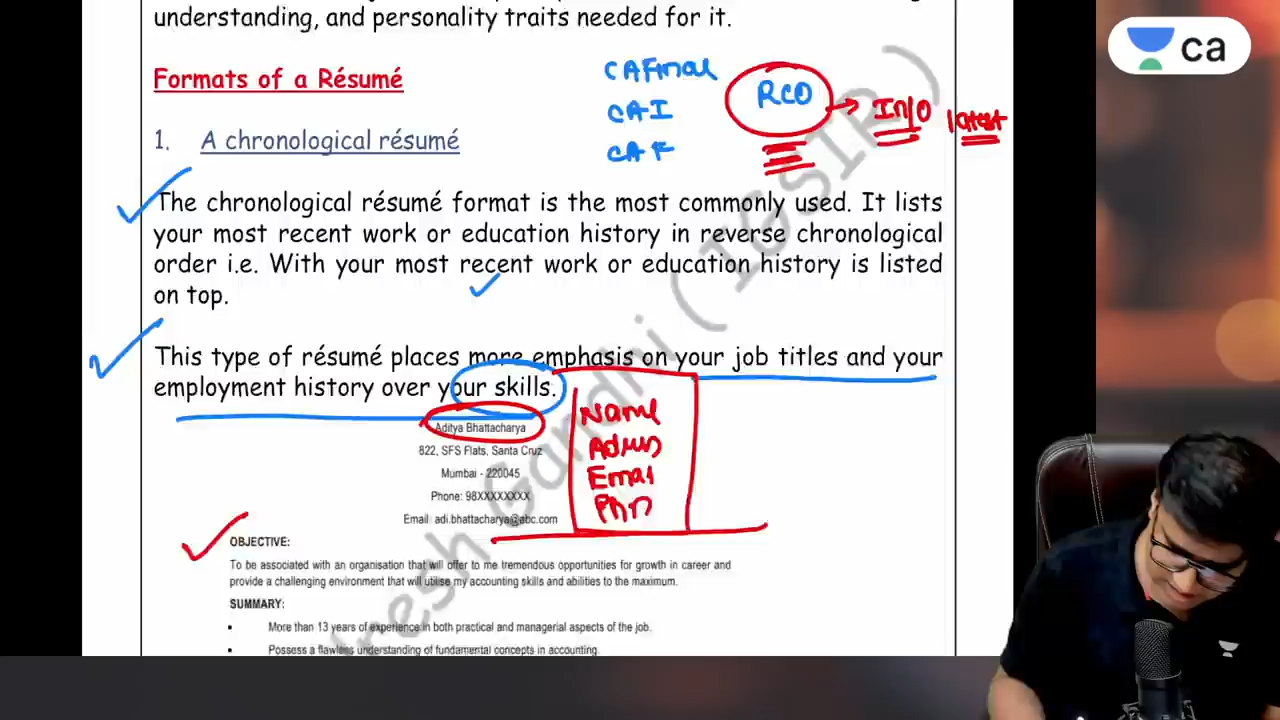 understanding, and personality traits needed for it.
Formats of a Résumé
CA Final
CA I
CA F
RCO
Info
latest
1. A chronological résumé
The chronological résumé format is the most commonly used. It lists
your most recent work or education history in reverse chronological
order i.e. With your most recent work or education history is listed
on top.
This type of résumé places more emphasis on your job titles and your
employment history over your skills.
Aditya Bhattacharya
822, SFS Flats, Santa Cruz
Mumbai - 220045
Phone: 98XXXXXXXX
Email: adi.bhattacharya@abc.com
Name
Email
OBJECTIVE:
To be associated with an organisation that will offer to me tremendous opportunities for growth in career and
provide a challenging environment that will utilise my accounting skills and abilities to the maximum.
SUMMARY:
• More than 13 years of experience in both practical and managerial aspects of the job.
• Possess a flawless understanding of fundamental concepts in accounting.
nesh Gandhi ( IGSIR )
ca